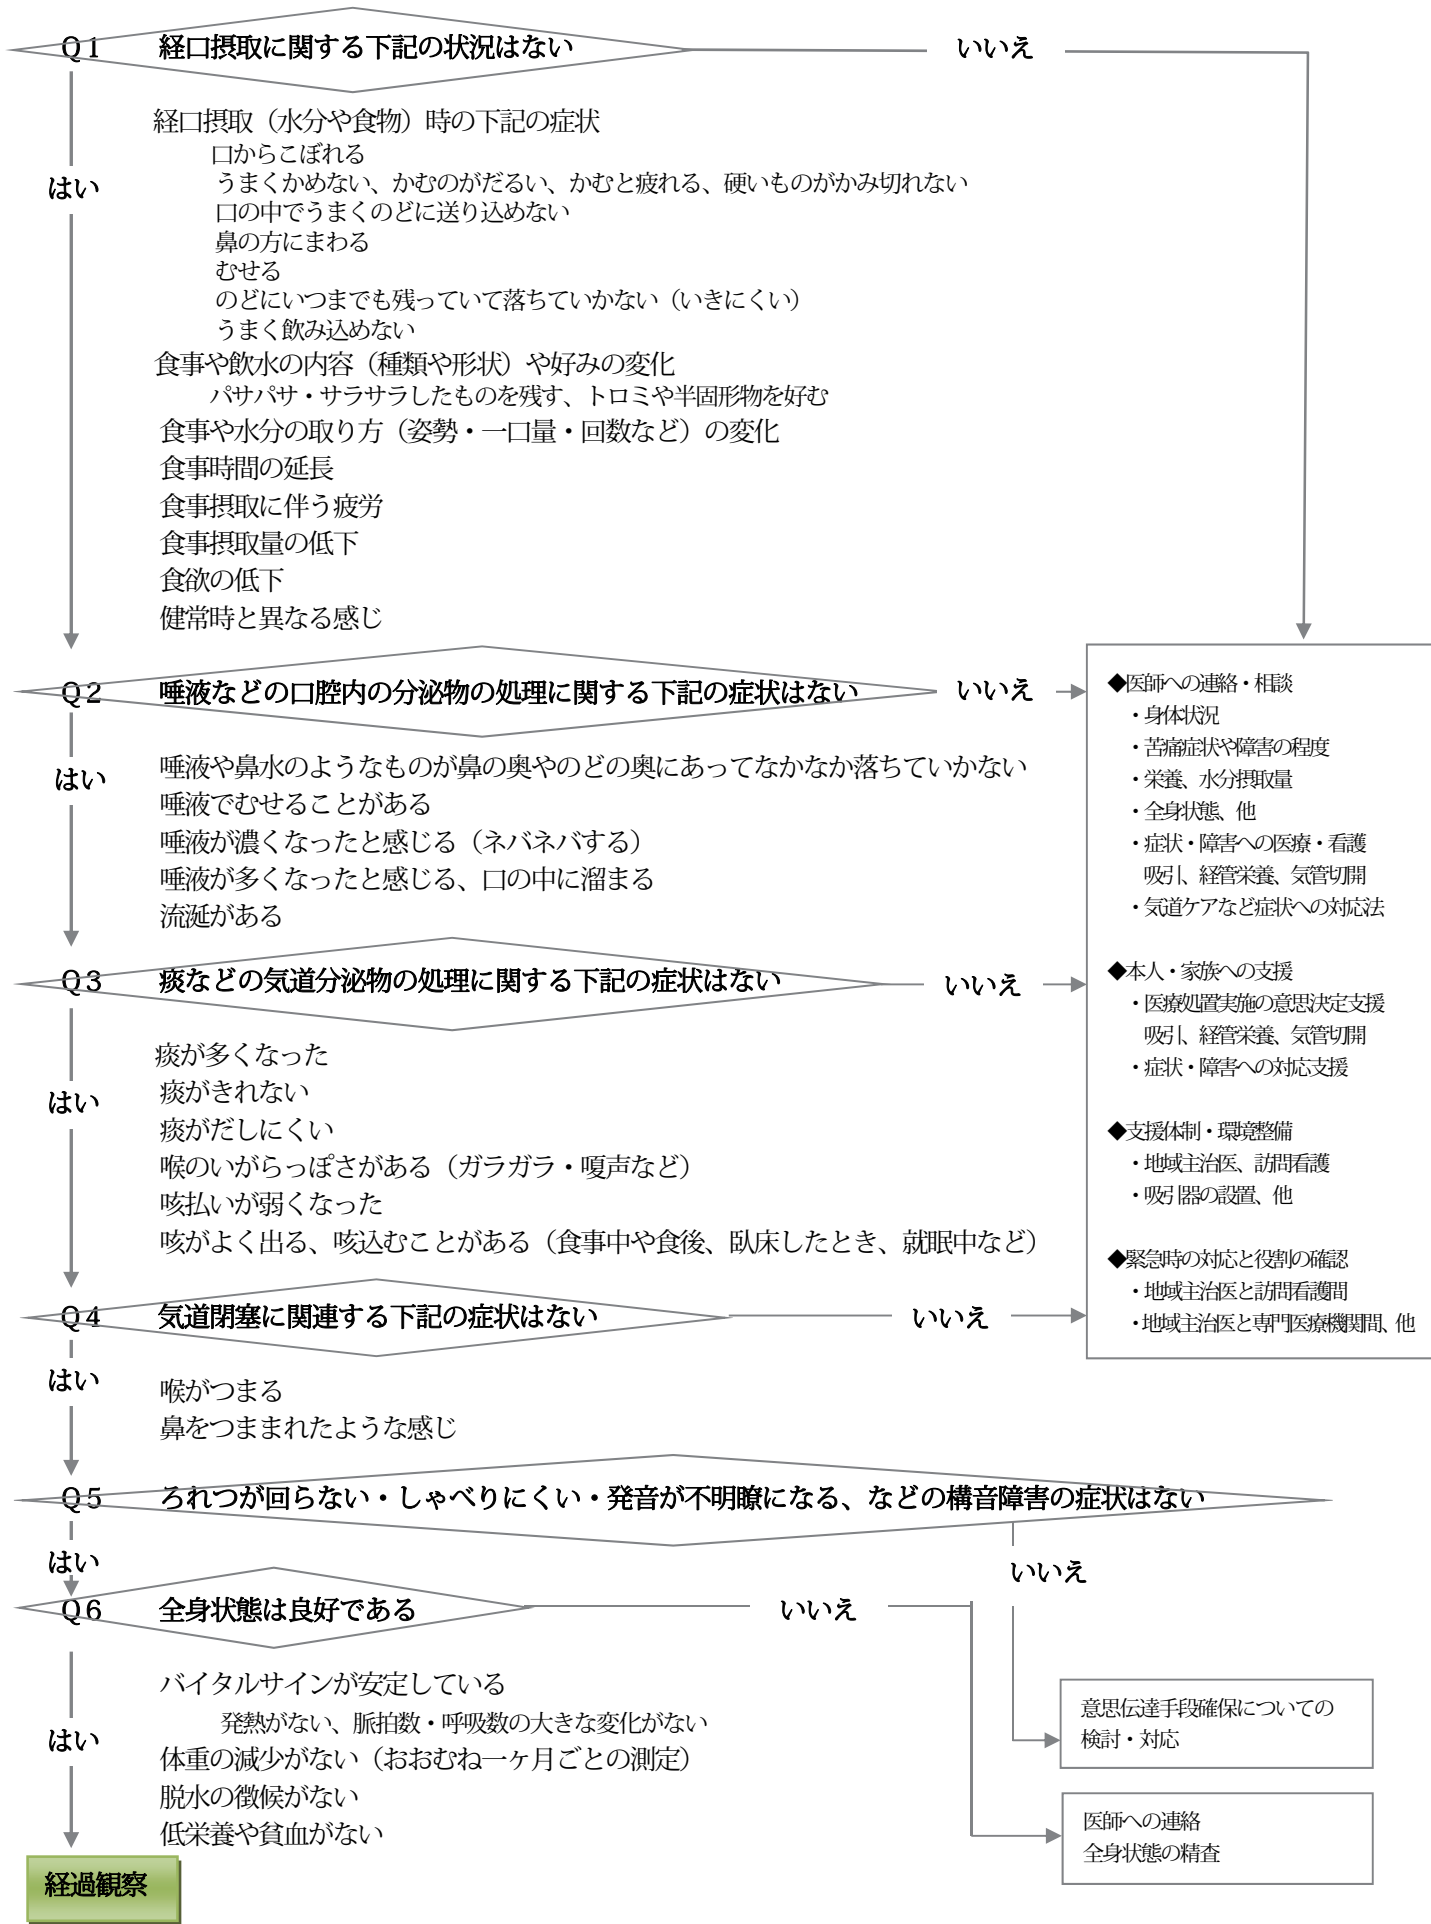 Q1 経口摂取に関する下記の状況はない
いいえ
はい
経口摂取（水分や食物）時の下記の症状
口からこぼれる
うまくかめない、かむのがだるい、かむと疲れる、硬いものがかみ切れない
口の中でうまくのどに送り込めない
鼻の方にまわる
むせる
のどにいつまでも残っていて落ちていかない（いきにくい）
うまく飲み込めない
食事や飲水の内容（種類や形状）や好みの変化
パサパサ・サラサラしたものを残す、トロミや半固形物を好む
食事や水分の取り方（姿勢・一口量・回数など）の変化
食事時間の延長
食事摂取に伴う疲労
食事摂取量の低下
食欲の低下
健常時と異なる感じ
Q2 唾液などの口腔内の分泌物の処理に関する下記の症状はない
いいえ
はい
唾液や鼻水のようなものが鼻の奥やのどの奥にあってなかなか落ちていかない
唾液でむせることがある
唾液が濃くなったと感じる（ネバネバする）
唾液が多くなったと感じる、口の中に溜まる
流涎がある
Q3 痰などの気道分泌物の処理に関する下記の症状はない
いいえ
はい
痰が多くなった
痰がきれない
痰がだしにくい
喉のいがらっぽさがある（ガラガラ・嗄声など）
咳払いが弱くなった
咳がよく出る、咳込むことがある（食事中や食後、臥床したとき、就眠中など）
Q4 気道閉塞に関連する下記の症状はない
いいえ
はい
喉がつまる
鼻をつままれたような感じ
◆医師への連絡・相談
・身体状況
・苦痛症状や障害の程度
・栄養、水分摂取量
・全身状態、他
・症状・障害への医療・看護
吸引、経管栄養、気管切開
・気道ケアなど症状への対応法
◆本人・家族への支援
・医療処置実施の意思決定支援
吸引、経管栄養、気管切開
・症状・障害への対応支援
◆支援体制・環境整備
・地域主治医、訪問看護
・吸引器の設置、他
◆緊急時の対応と役割の確認
・地域主治医と訪問看護間
・地域主治医と専門医療機関間、他
Q5 ろれつが回らない・しゃべりにくい・発音が不明瞭になる、などの構音障害の症状はない
はい
いいえ
Q6 全身状態は良好である
いいえ
バイタルサインが安定している
発熱がない、脈拍数・呼吸数の大きな変化がない
はい
体重の減少がない（おおむね一ヶ月ごとの測定）
脱水の徴候がない
低栄養や貧血がない
意思伝達手段確保についての
検討・対応
医師への連絡
全身状態の精査
経過観察